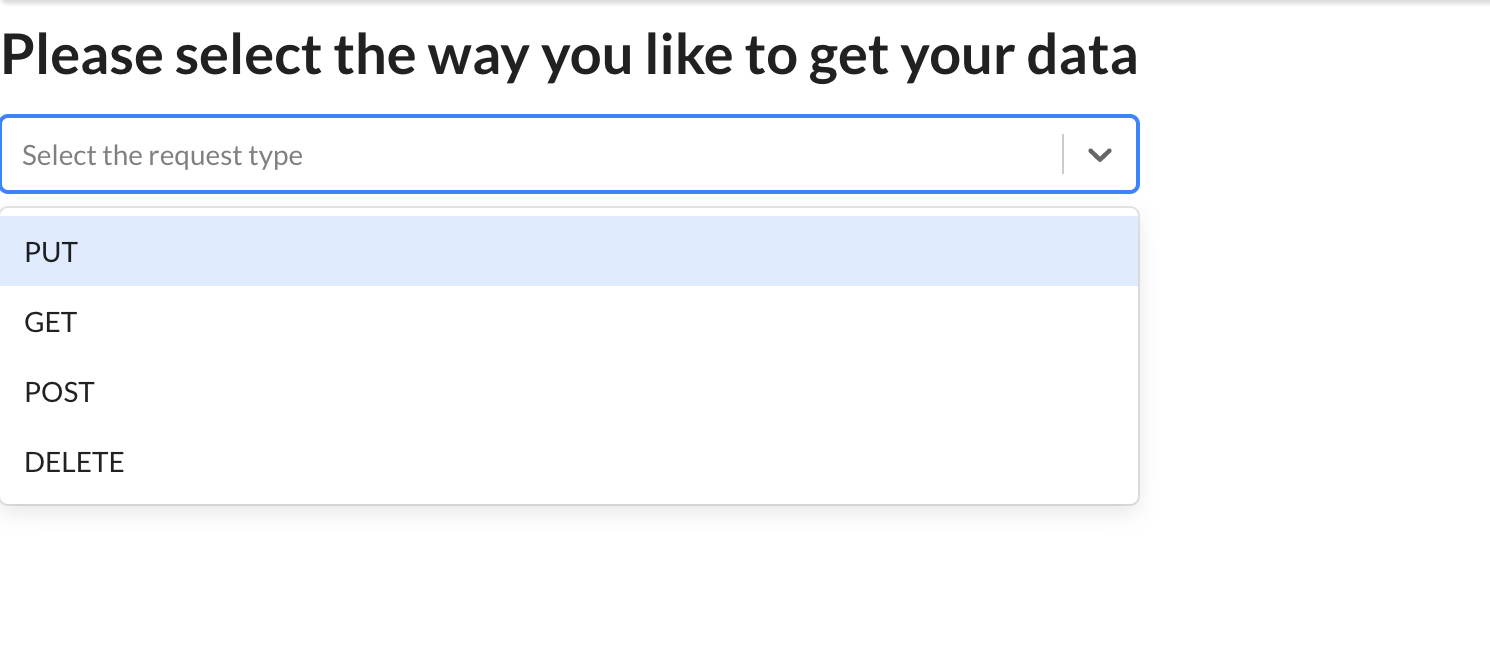 Please select the way you like to get your data
Select the request type
PUT
GET
POST
DELETE